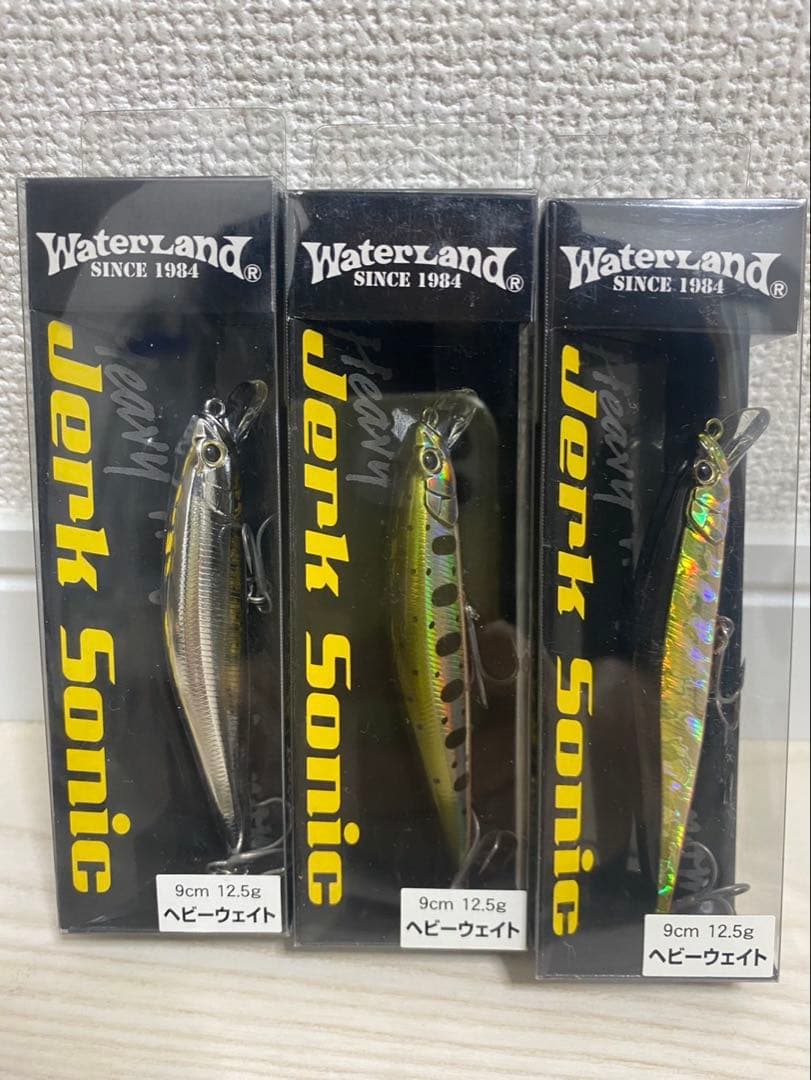 WaterLand®
SINCE 1984
Heavy
Jerk Sonic
9cm 12.5g
ヘビーウェイト
WaterLand®
SINCE 1984
Heavy
Jerk Sonic
9cm 12.5g
ヘビーウェイト
WaterLand®
SINCE 1984
Heavy
Jerk Sonic
9cm 12.5g
ヘビーウェイト